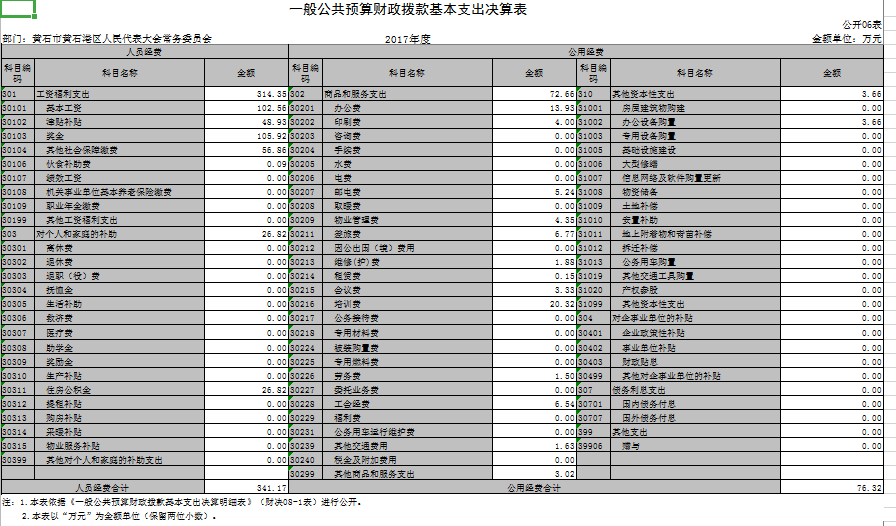 一般公共预算财政拨款基本支出决算表
公开06表
部门：黄石市黄石港区人民代表大会常务委员会 2017年度 金额单位：万元
人员经费 公用经费
科目编码 科目名称 金额 科目编码 科目名称 金额 科目编码 科目名称 金额
301 工资福利支出 314.35 302 商品和服务支出 72.66 310 其他资本性支出 3.66
30101 基本工资 102.56 30201 办公费 13.93 31001 房屋建筑物购建 0.00
30102 津贴补贴 48.93 30202 印刷费 4.00 31002 办公设备购置 3.66
30103 奖金 105.92 30203 咨询费 0.00 31003 专用设备购置 0.00
30104 其他社会保障缴费 56.86 30204 手续费 0.00 31005 基础设施建设 0.00
30106 伙食补助费 0.09 30205 水费 0.00 31006 大型修缮 0.00
30107 绩效工资 0.00 30206 电费 0.00 31007 信息网络及软件购置更新 0.00
30108 机关事业单位基本养老保险缴费 0.00 30207 邮电费 5.24 31008 物资储备 0.00
30109 职业年金缴费 0.00 30208 取暖费 0.00 31009 土地补偿 0.00
30199 其他工资福利支出 0.00 30209 物业管理费 4.35 31010 安置补助 0.00
303 对个人和家庭的补助 26.82 30211 差旅费 6.77 31011 地上附着物和青苗补偿 0.00
30301 离休费 0.00 30212 因公出国（境）费用 0.00 31012 拆迁补偿 0.00
30302 退休费 0.00 30213 维修(护)费 1.88 31013 公务用车购置 0.00
30303 退职（役）费 0.00 30214 租赁费 0.15 31019 其他交通工具购置 0.00
30304 抚恤金 0.00 30215 会议费 3.33 31020 产权参股 0.00
30305 生活补助 0.00 30216 培训费 20.32 31099 其他资本性支出 0.00
30306 救济费 0.00 30217 公务接待费 0.00 304 对企事业单位的补贴 0.00
30307 医疗费 0.00 30218 专用材料费 0.00 30401 企业政策性补贴 0.00
30308 助学金 0.00 30224 被装购置费 0.00 30402 事业单位补贴 0.00
30309 奖励金 0.00 30225 专用燃料费 0.00 30403 财政贴息 0.00
30310 生产补贴 0.00 30226 劳务费 1.50 30499 其他对企事业单位的补贴 0.00
30311 住房公积金 26.82 30227 委托业务费 0.00 307 债务利息支出 0.00
30312 提租补贴 0.00 30228 工会经费 6.54 30701 国内债务付息 0.00
30313 购房补贴 0.00 30229 福利费 0.00 30707 国外债务付息 0.00
30314 采暖补贴 0.00 30231 公务用车运行维护费 0.00 399 其他支出 0.00
30315 物业服务补贴 0.00 30239 其他交通费用 1.63 39906 赠与 0.00
30399 其他对个人和家庭的补助支出 0.00 30240 税金及附加费用 0.00
30299 其他商品和服务支出 3.02
人员经费合计 341.17 公用经费合计 76.32
注：1.本表依据《一般公共预算财政拨款基本支出决算明细表》（财决08-1表）进行公开。
2.本表以“万元”为金额单位（保留两位小数）。